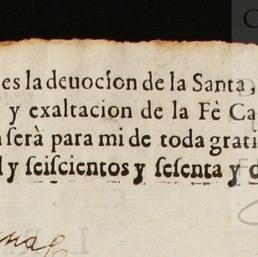 es la deuocion de la Santa,
y exaltacion de la Fè Ca
serà para mi de toda grati
y seiscientos y sesenta y